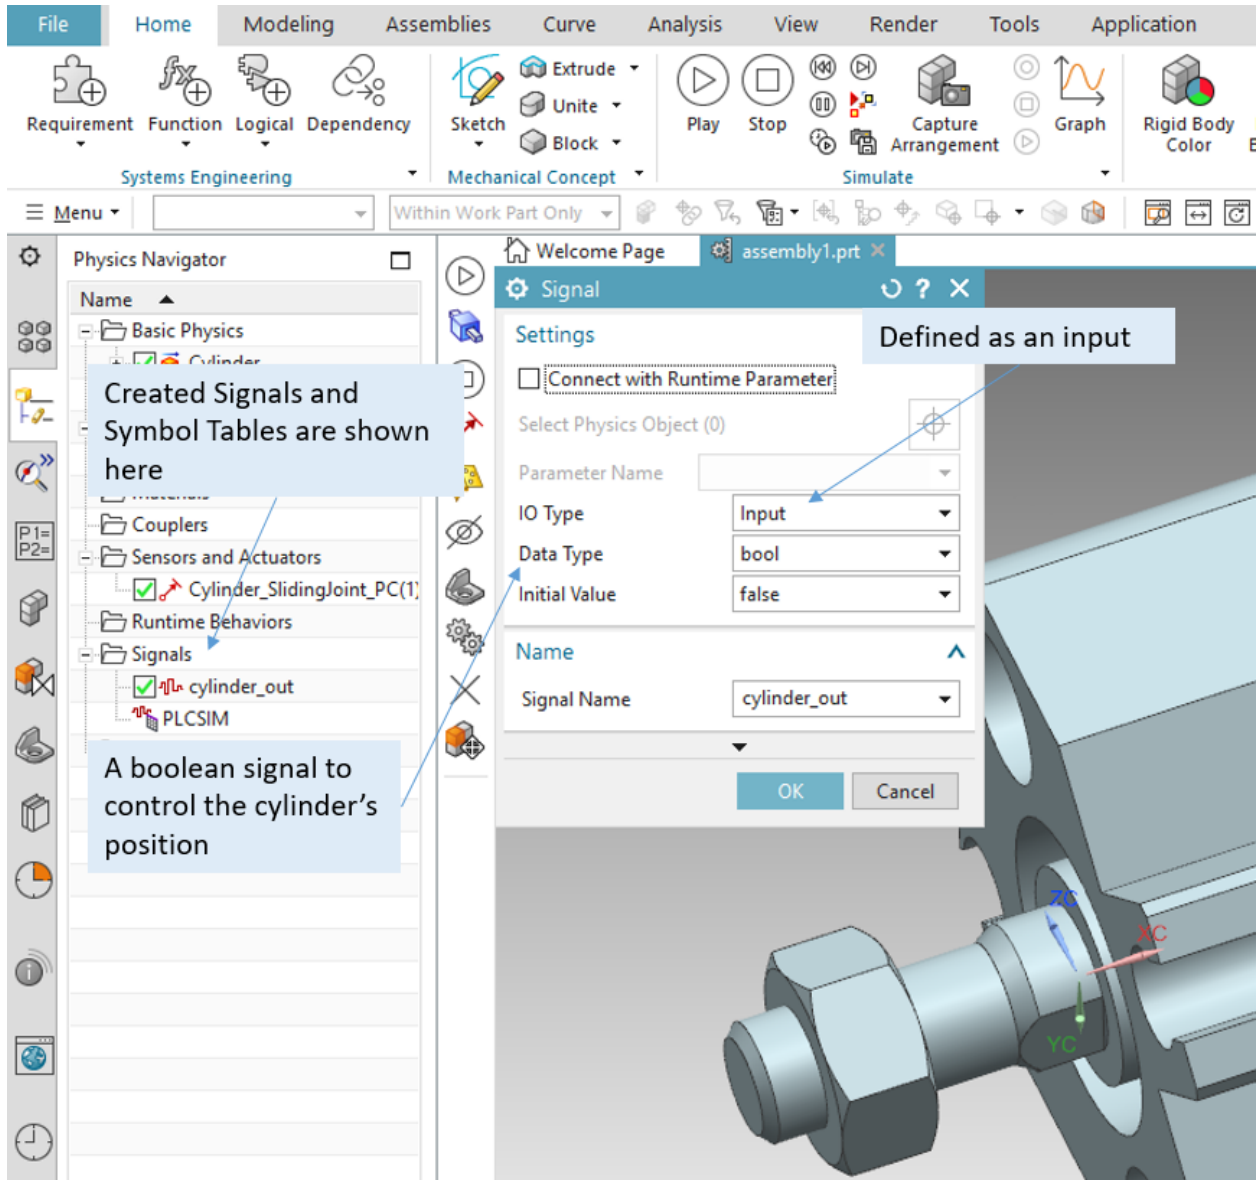 File Home Modeling Assemblies Curve Analysis View Render Tools Application
Extrude
Unite
Block
Requirement Function Logical Dependency Sketch Play Stop Capture Arrangement Graph Rigid Body Color
Systems Engineering Mechanical Concept Simulate
Menu Within Work Part Only
Physics Navigator
Welcome Page assembly1.prt
Name
Signal
Basic Physics
Cylinder
Settings
Defined as an input
Created Signals and
Symbol Tables are shown
here
Connect with Runtime Parameter
Select Physics Object (0)
Parameter Name
Materials
IO Type Input
Couplers
P1=
P2=
Data Type bool
Sensors and Actuators
Cylinder_SlidingJoint_PC(1)
Initial Value false
Runtime Behaviors
Signals
Name
cylinder_out
Signal Name cylinder_out
PLCSIM
A boolean signal to
control the cylinder's
position
OK Cancel
ZC
XC
YC